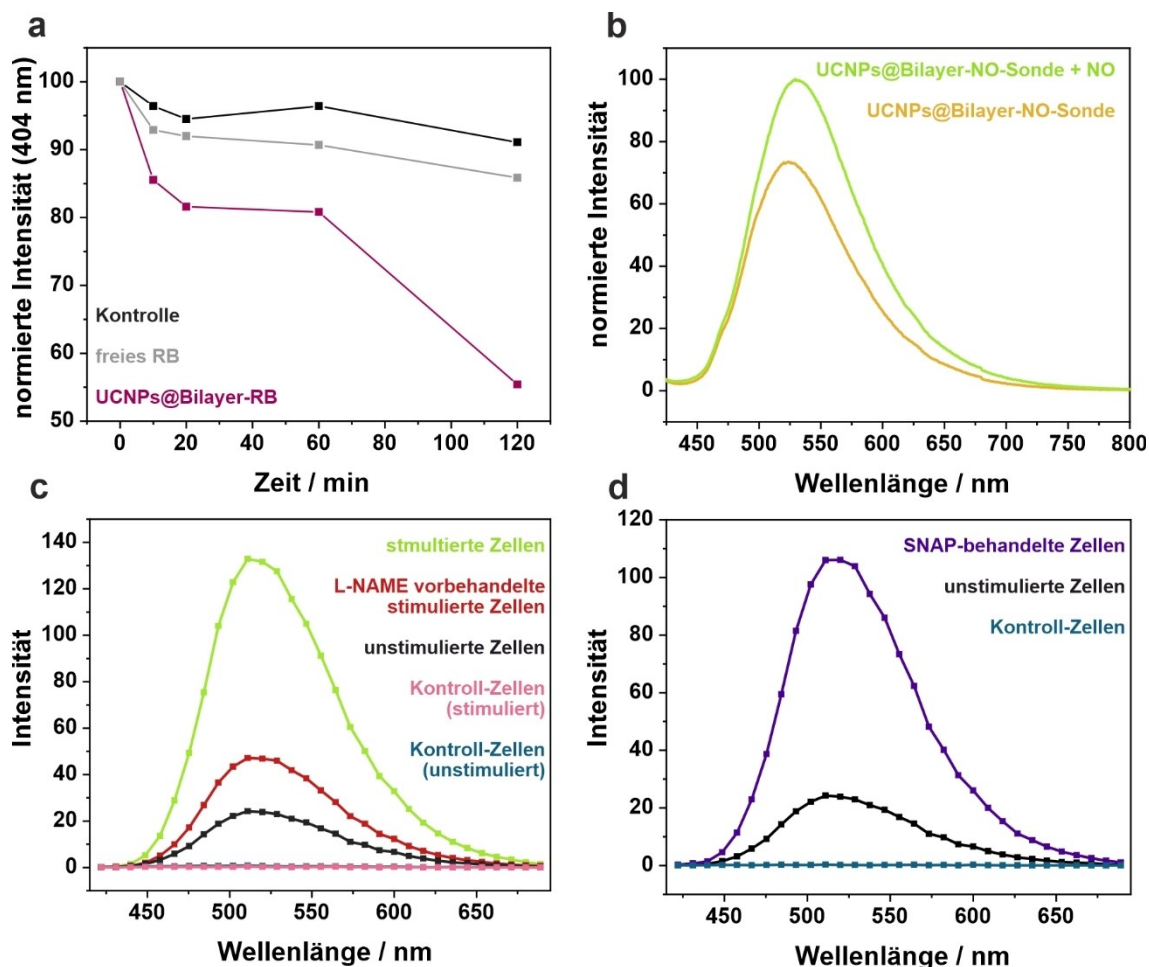 a
normierte Intensität (404 nm)
100
90
80
70
60
50
Kontrolle
freies RB
UCNPs@Bilayer-RB
0
20
40
60
80
100
120
Zeit / min
b
normierte Intensität
100
80
60
40
20
0
UCNPs@Bilayer-NO-Sonde + NO
UCNPs@Bilayer-NO-Sonde
450
500
550
600
650
700
750
800
Wellenlänge / nm
c
Intensität
140
120
100
80
60
40
20
0
stmultierte Zellen
L-NAME vorbehandelte
stimulierte Zellen
unstimulierte Zellen
Kontroll-Zellen
(stimuliert)
Kontroll-Zellen
(unstimuliert)
450
500
550
600
650
Wellenlänge / nm
d
Intensität
120
100
80
60
40
20
0
SNAP-behandelte Zellen
unstimulierte Zellen
Kontroll-Zellen
450
500
550
600
650
Wellenlänge / nm